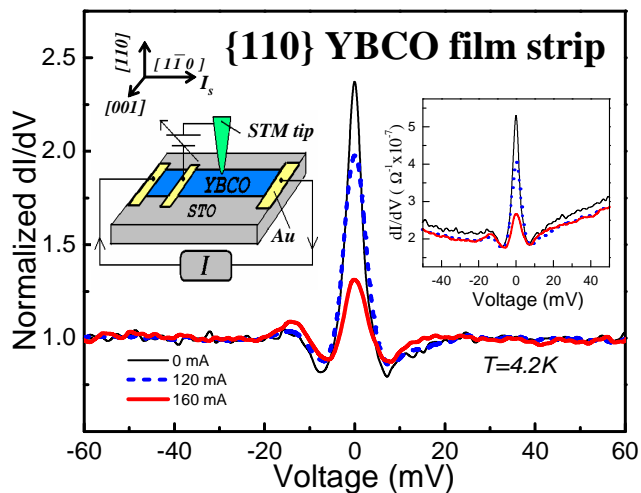 {110} YBCO film strip
[110]
[1 1̄ 0]
I_s
[001]
STM tip
YBCO
STO
Au
I
Normalized dI/dV
2.5
2.0
1.5
1.0
0 mA
120 mA
160 mA
T=4.2K
-60
-40
-20
0
20
40
60
Voltage (mV)
dI/dV ( Ω⁻¹x10⁻⁷)
5
4
3
2
-40
-20
0
20
40
Voltage (mV)